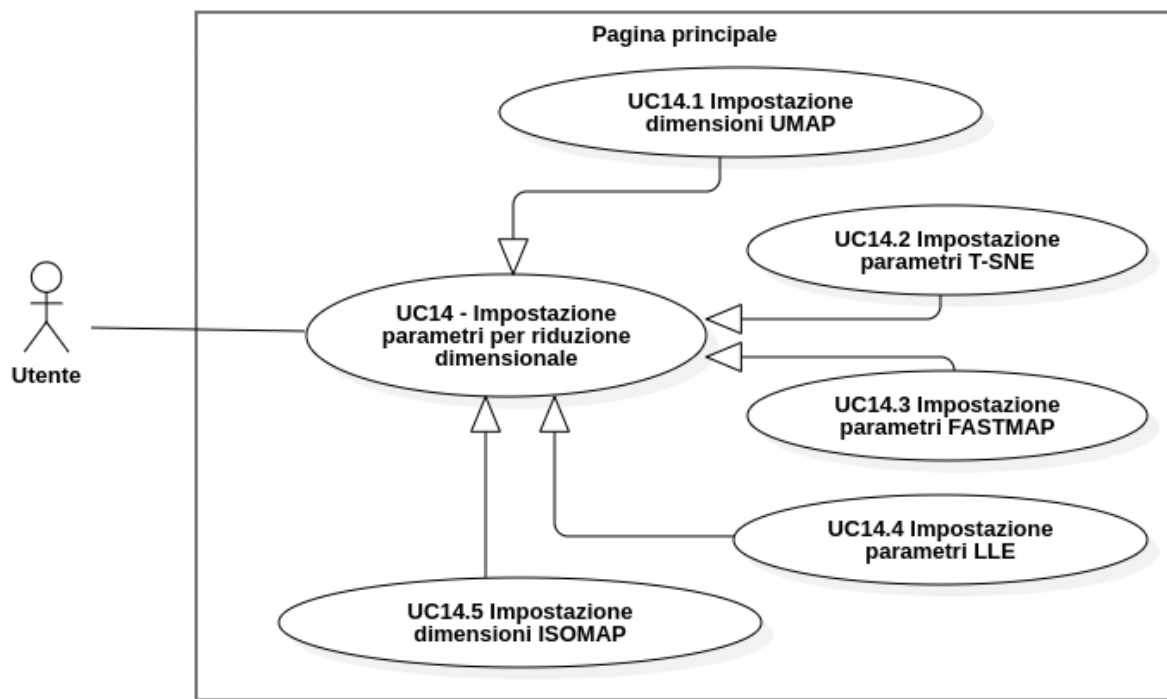 Pagina principale
UC14.1 Impostazione
dimensioni UMAP
UC14.2 Impostazione
parametri T-SNE
UC14 - Impostazione
parametri per riduzione
dimensionale
Utente
UC14.3 Impostazione
parametri FASTMAP
UC14.4 Impostazione
parametri LLE
UC14.5 Impostazione
dimensioni ISOMAP